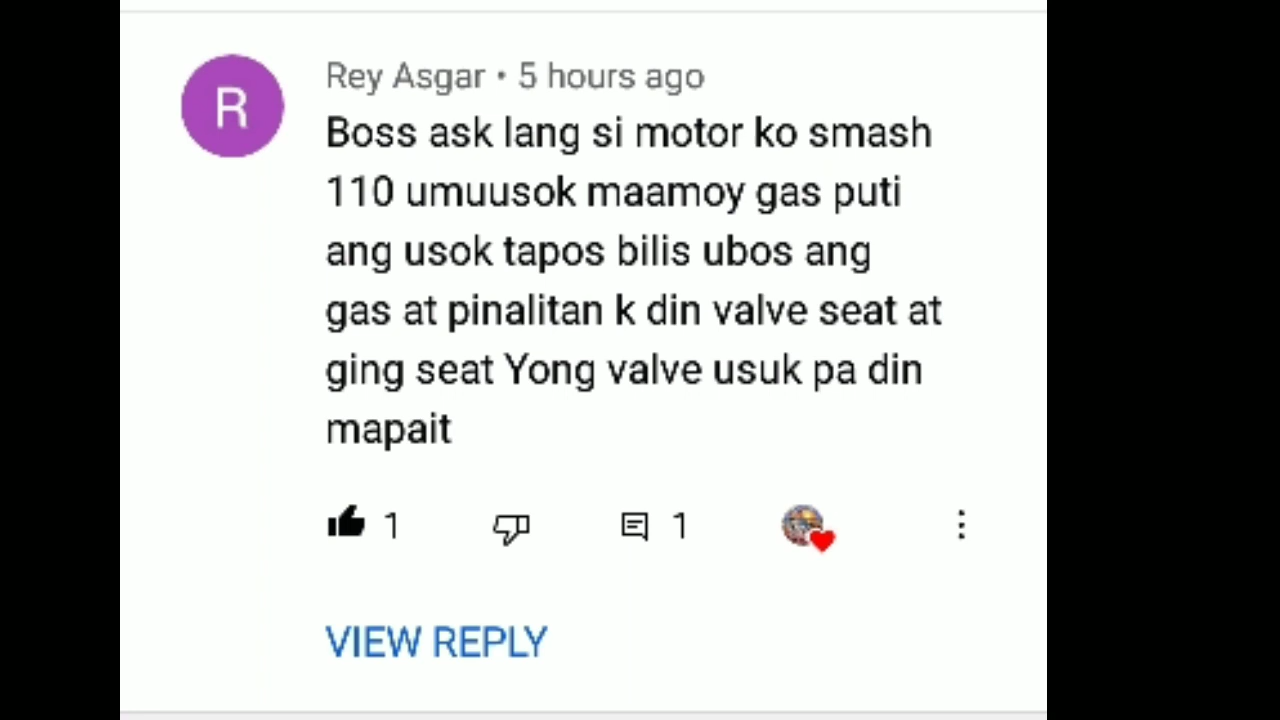 R
Rey Asgar • 5 hours ago
Boss ask lang si motor ko smash
110 umuusok maamoy gas puti
ang usok tapos bilis ubos ang
gas at pinalitan k din valve seat at
ging seat Yong valve usuk pa din
mapait
1
1
VIEW REPLY